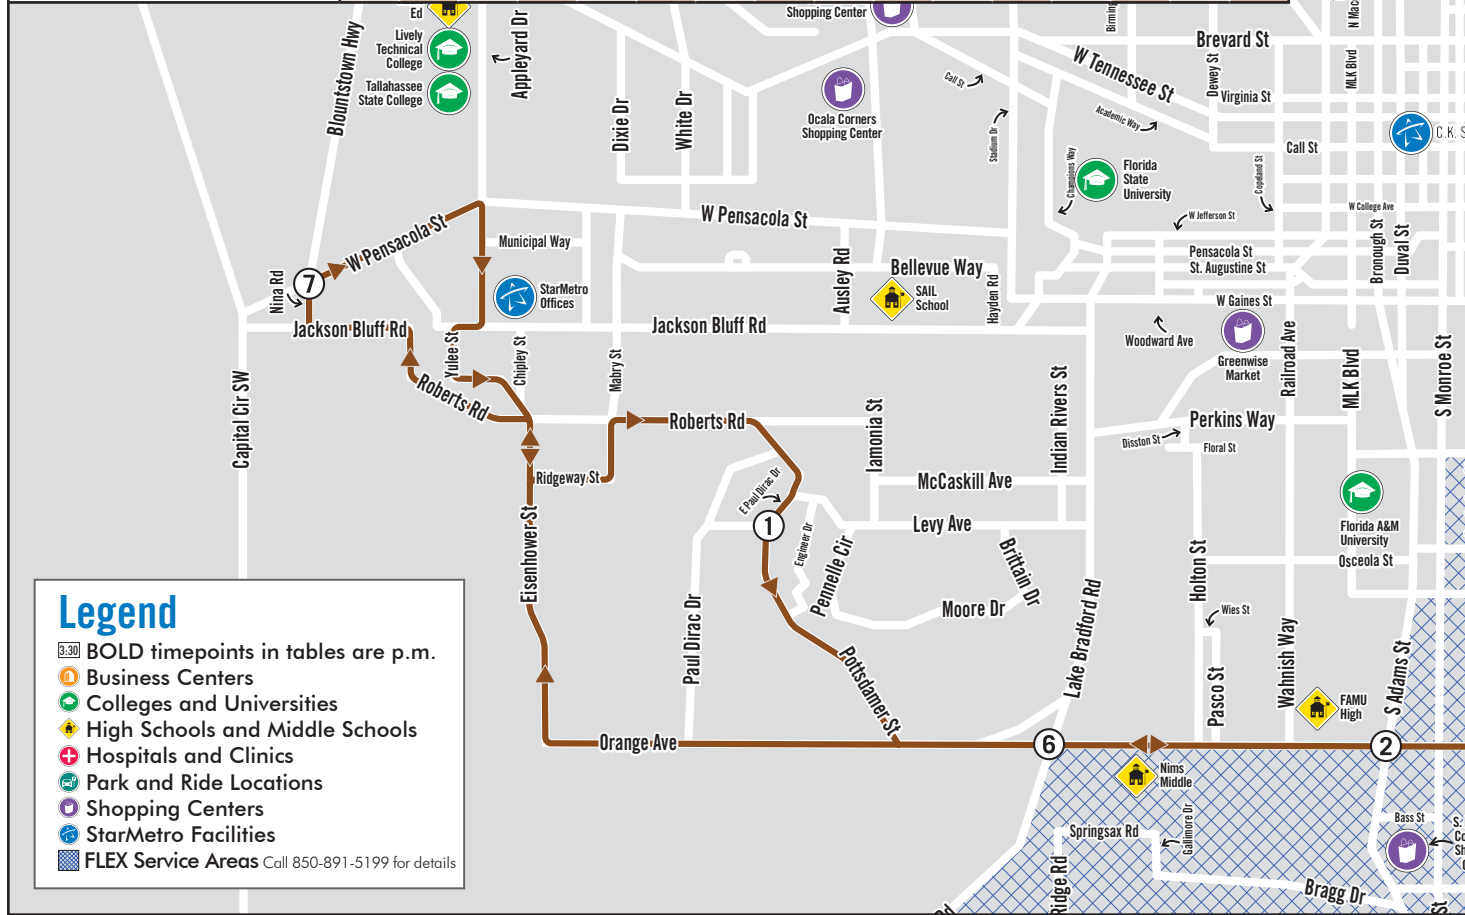 Ed
Lively
Technical
College
Tallahassee
State College
Blountstown Hwy
Appleyard Dr
Dixie Dr
White Dr
Shopping Center
Ocala Corners
Shopping Center
Call St
Stadium Dr
W Tennessee St
Academic Way
Champions Way
Florida
State
University
Brevard St
Dewey St
Virginia St
MLK Blvd
Call St
Copeland St
W College Ave
W Jefferson St
Pensacola St
St. Augustine St
Bronough St
Duval St
W Gaines St
W Pensacola St
W Pensacola St
Municipal Way
StarMetro
Offices
Nina Rd
7
Jackson Bluff Rd
Jackson Bluff Rd
Ausley Rd
Bellevue Way
SAIL
School
Hayden Rd
Woodward Ave
Greenwise
Market
Railroad Ave
MLK Blvd
S Monroe St
Capital Cir SW
Yulee St
Chipley St
Mabry St
Roberts Rd
Roberts Rd
Ridgeway St
Eisenhower St
E Paul Dirac Dr
1
Engineer Dr
Pennelle Cir
Iamonia St
McCaskill Ave
Levy Ave
Brittain Dr
Moore Dr
Indian Rivers St
Disston St
Perkins Way
Floral St
Florida A&M
University
Osceola St
Holton St
Wies St
Pasco St
Wahnish Way
S Adams St
Lake Bradford Rd
Paul Dirac Dr
Pottsdamer St
Orange Ave
6
2
FAMU
High
Nims
Middle
Springsax Rd
Gallimore Dr
Ridge Rd
Bragg Dr
Bass St
Legend
3:30 BOLD timepoints in tables are p.m.
Business Centers
Colleges and Universities
High Schools and Middle Schools
Hospitals and Clinics
Park and Ride Locations
Shopping Centers
StarMetro Facilities
FLEX Service Areas Call 850-891-5199 for details